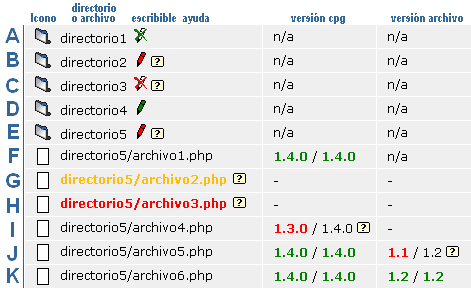 Icono directorio o archivo escribible ayuda versión cpg versión archivo
A directorio1 n/a n/a
B directorio2 ? n/a n/a
C directorio3 ? n/a n/a
D directorio4 n/a n/a
E directorio5 ? n/a n/a
F directorio5/archivo1.php 1.4.0 / 1.4.0 n/a
G directorio5/archivo2.php ? - -
H directorio5/archivo3.php ? - -
I directorio5/archivo4.php 1.3.0 / 1.4.0 ? -
J directorio5/archivo5.php 1.4.0 / 1.4.0 1.1 / 1.2 ?
K directorio5/archivo6.php 1.4.0 / 1.4.0 1.2 / 1.2